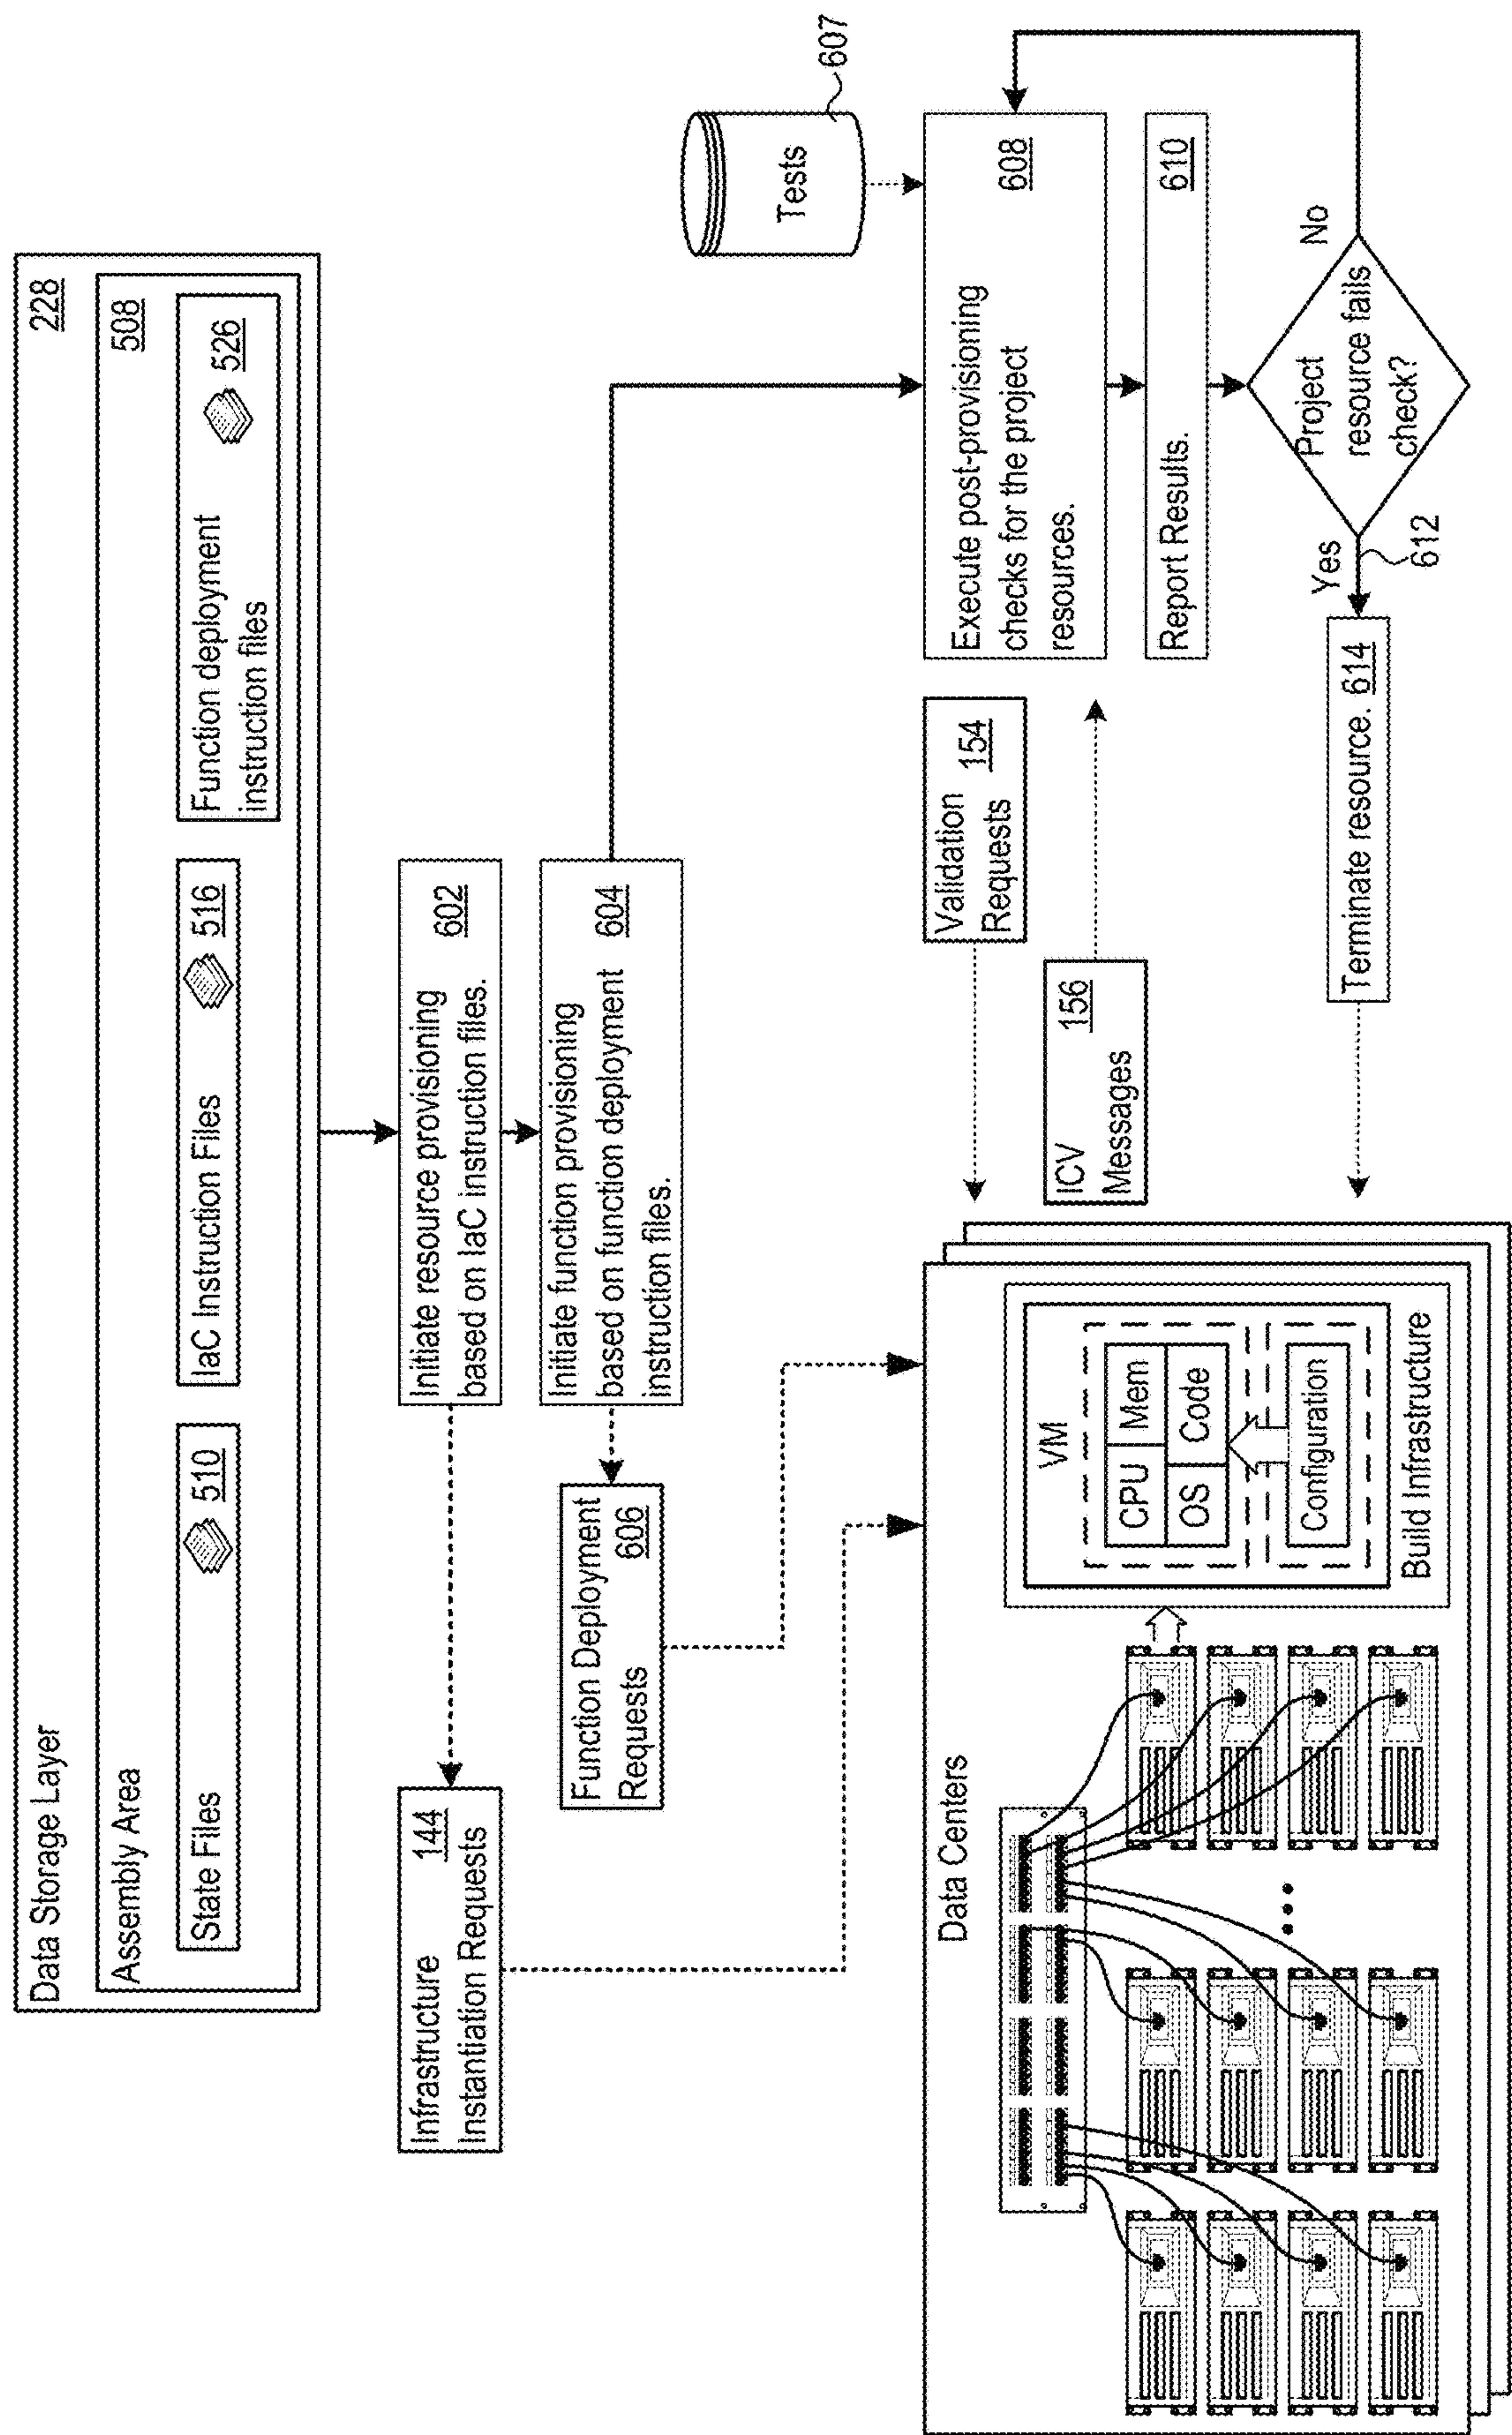 Data Storage Layer
228
Assembly Area
508
State Files
510
IaC Instruction Files
516
Function deployment
instruction files
526
Initiate resource provisioning
based on IaC instruction files.
602
Initiate function provisioning
based on function deployment
instruction files.
604
Infrastructure
Instantiation Requests
144
Function Deployment
Requests
606
Tests
607
Execute post-provisioning
checks for the project
resources.
608
Report Results.
610
Project
resource fails
check?
No
Yes
612
Terminate resource. 614
Validation
Requests
154
ICV
Messages
156
Data Centers
VM
CPU
Mem
OS
Code
Configuration
Build Infrastructure